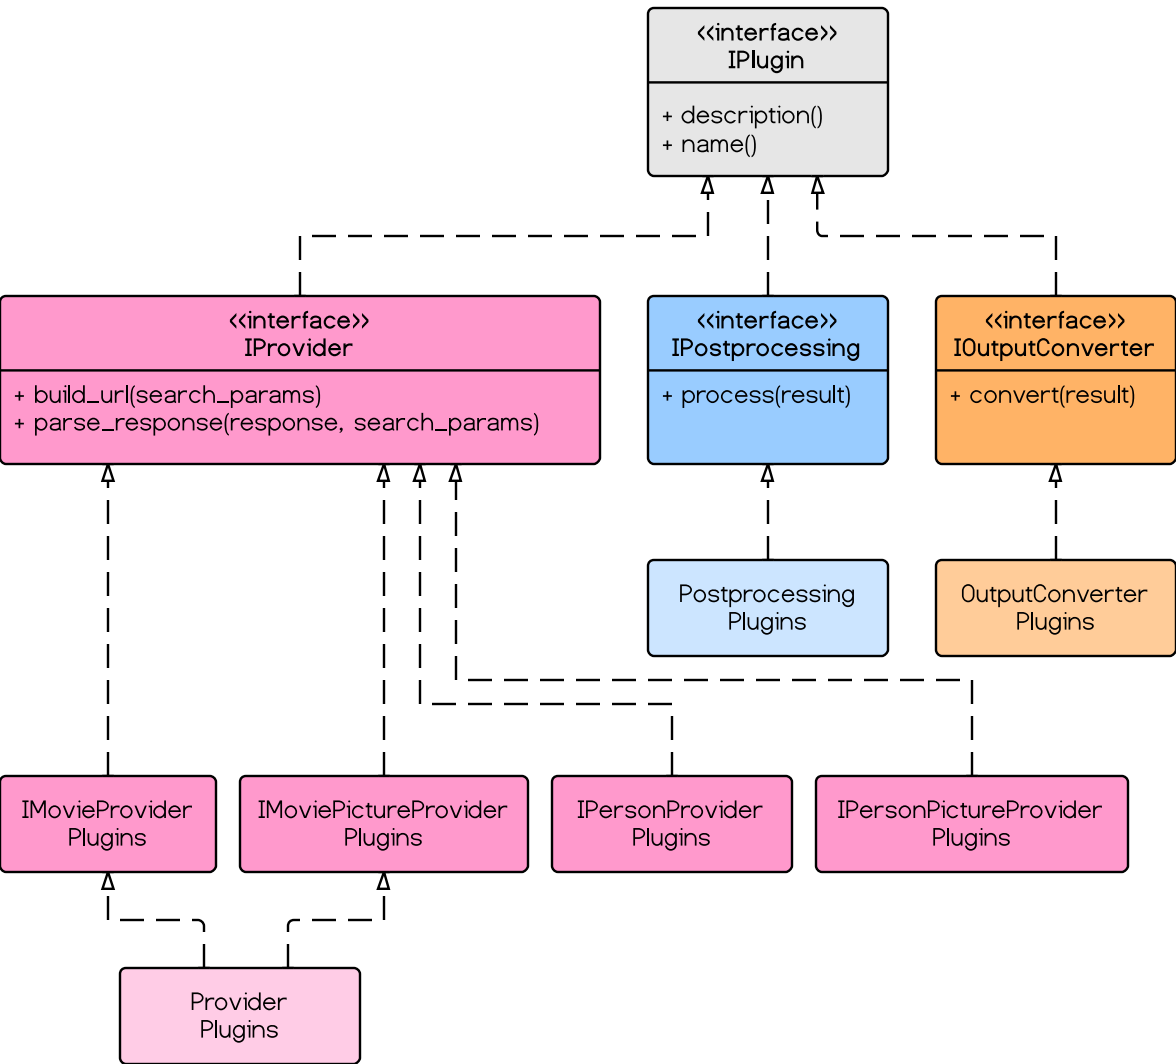 <<interface>>
IPlugin
+ description()
+ name()
<<interface>>
IProvider
+ build_url(search_params)
+ parse_response(response, search_params)
<<interface>>
IPostprocessing
+ process(result)
<<interface>>
IOutputConverter
+ convert(result)
Postprocessing
Plugins
OutputConverter
Plugins
IMovieProvider
Plugins
IMoviePictureProvider
Plugins
IPersonProvider
Plugins
IPersonPictureProvider
Plugins
Provider
Plugins